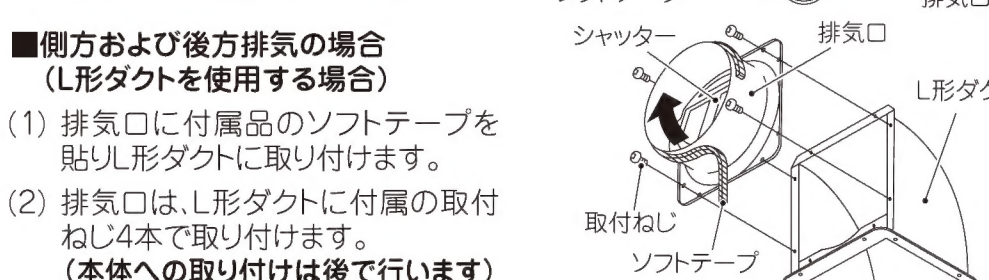 ■側方および後方排気の場合
（L形ダクトを使用する場合）
（1）排気口に付属品のソフトテープを
貼りL形ダクトに取り付けます。
（2）排気口は、L形ダクトに付属の取付
ねじ4本で取り付けます。
（本体への取り付けは後で行います）
シャッター
排気口
L形ダク
取付ねじ
ソフトテープ